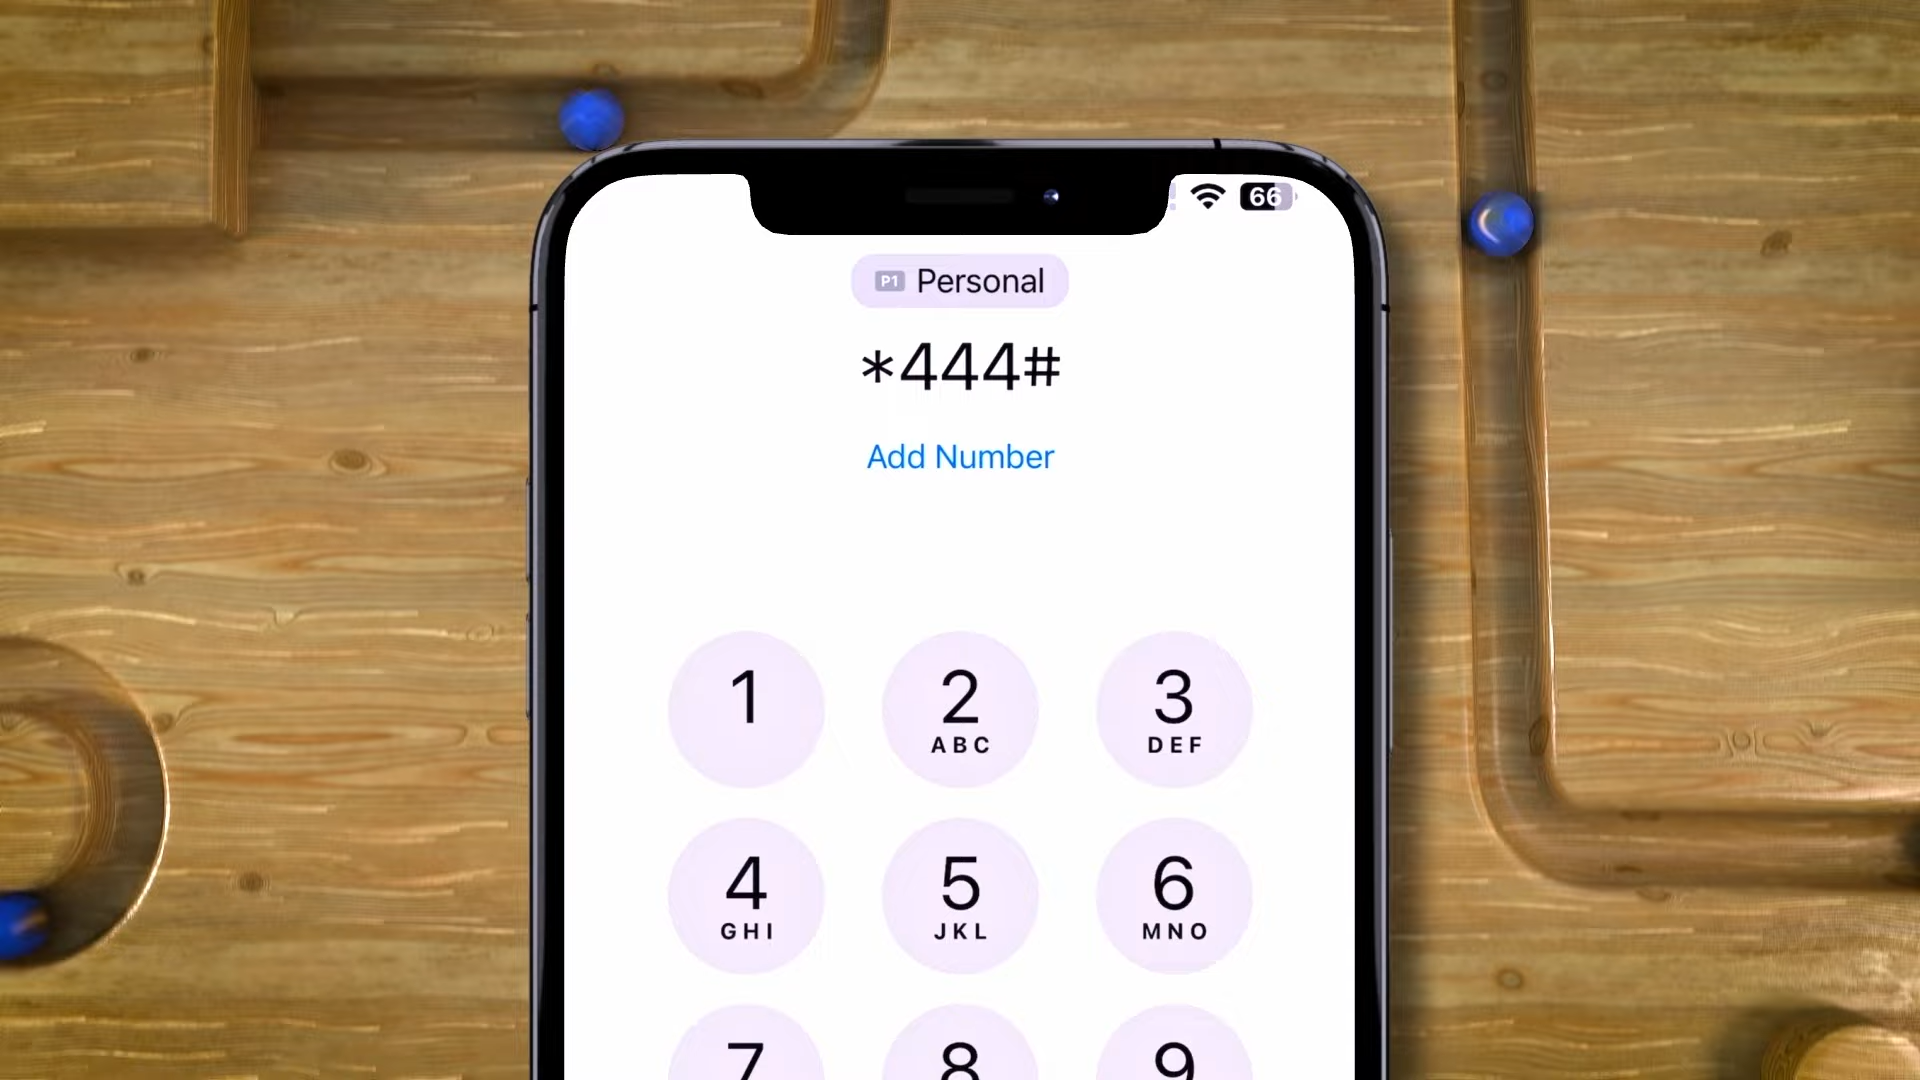 66
P1 Personal
*444#
Add Number
1
2
3
ABC
DEF
4
5
6
GHI
JKL
MNO
7
8
9